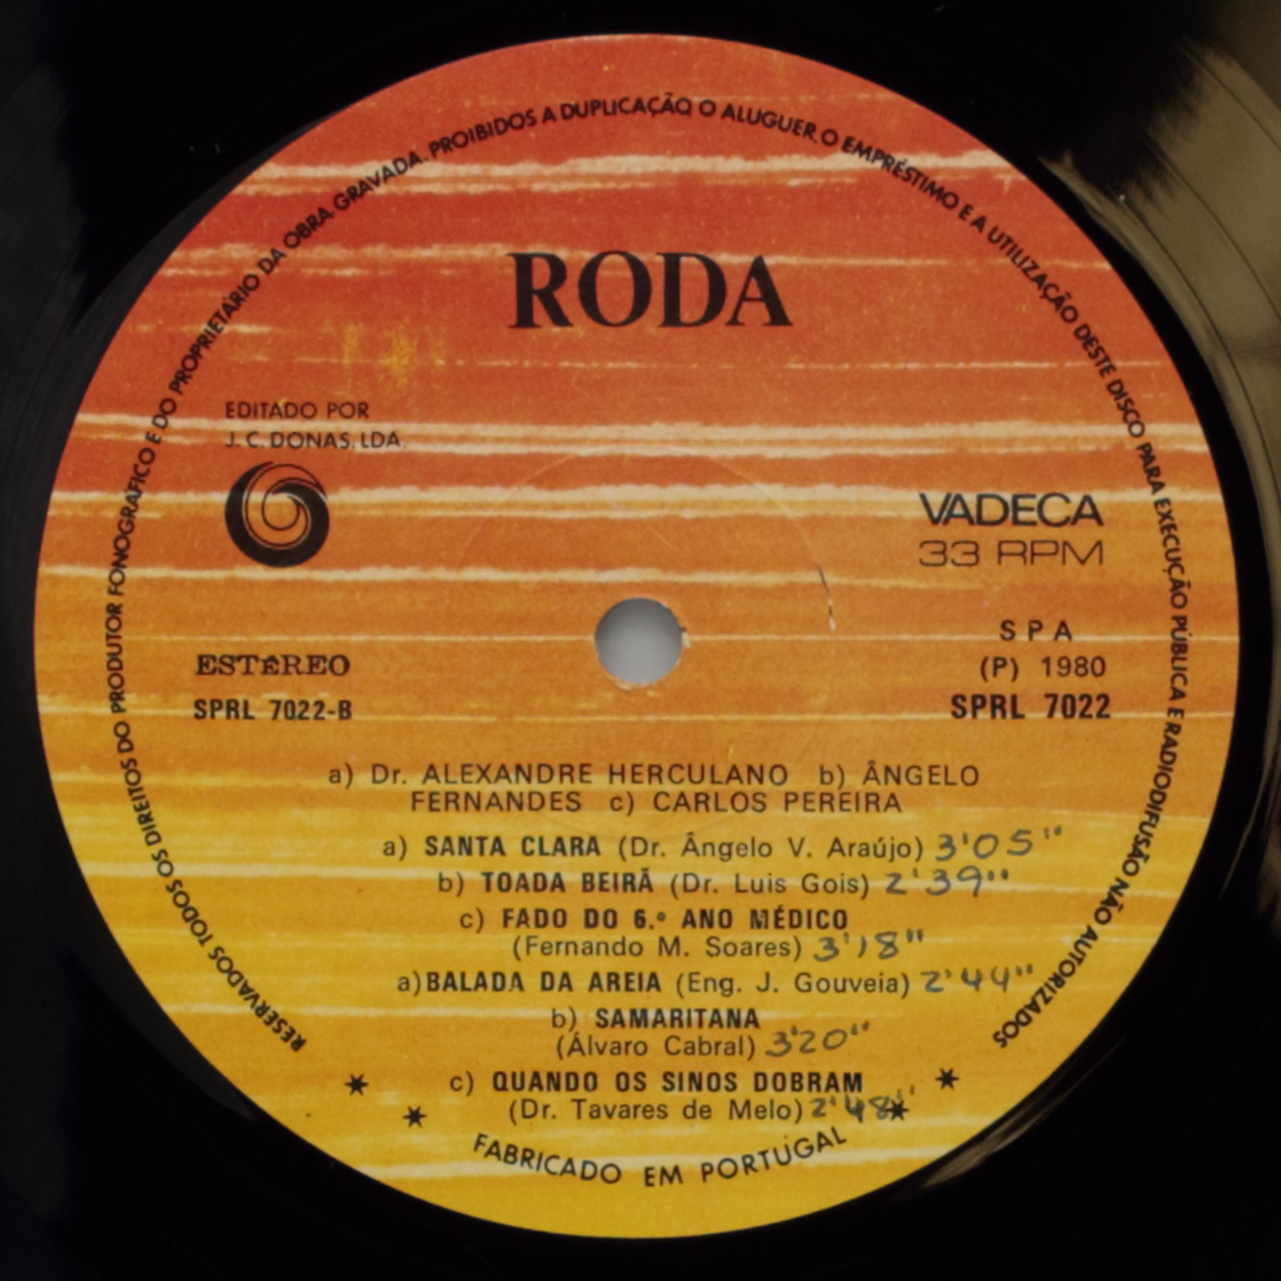 RESERVADOS TODOS OS DIREITOS DO PRODUTOR FONOGRÁFICO E DO PROPRIETÁRIO DA OBRA GRAVADA. PROIBIDOS A DUPLICAÇÃO, O ALUGUER, O EMPRÉSTIMO E A UTILIZAÇÃO DESTE DISCO PARA EXECUÇÃO PÚBLICA E RADIODIFUSÃO NÃO AUTORIZADOS
RODA
EDITADO POR
J. C. DONAS, LDA.
VADECA
33 RPM
ESTÉREO
SPRL 7022-B
S P A
(P) 1980
SPRL 7022
a) Dr. ALEXANDRE HERCULANO b) ÂNGELO
FERNANDES c) CARLOS PEREIRA
a) SANTA CLARA (Dr. Ângelo V. Araújo) 3'05"
b) TOADA BEIRÃ (Dr. Luis Gois) 2'39"
c) FADO DO 6.º ANO MÉDICO
(Fernando M. Soares) 3'18"
a) BALADA DA AREIA (Eng. J. Gouveia) 2'44"
b) SAMARITANA
(Álvaro Cabral) 3'20"
c) QUANDO OS SINOS DOBRAM
(Dr. Tavares de Melo) 2'48"
FABRICADO EM PORTUGAL